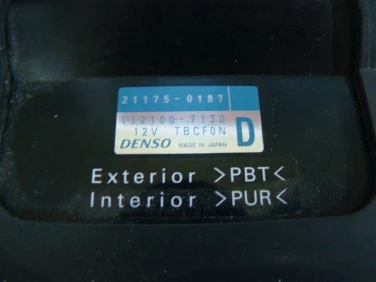 21175-0187
112100-7130
12V TBCF0N D
DENSO MADE IN JAPAN
Exterior >PBT<
Interior >PUR<